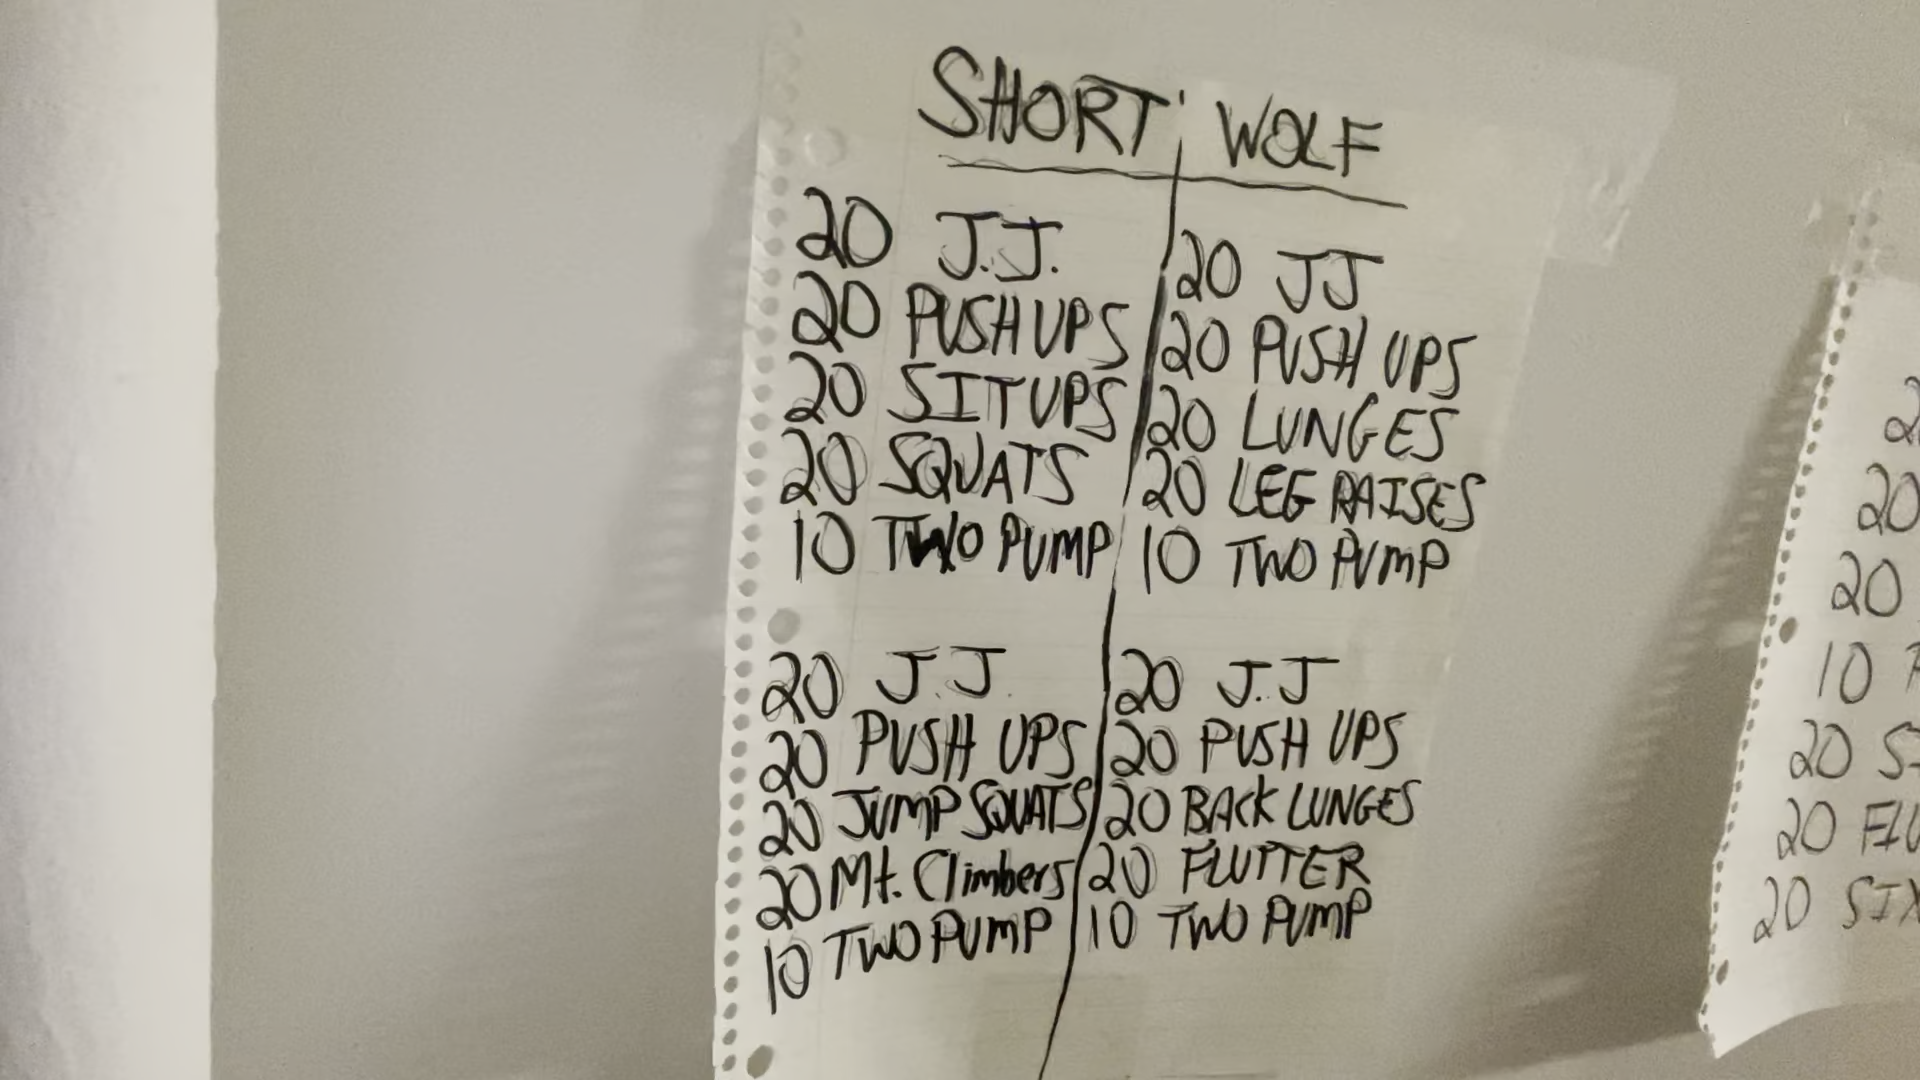 SHORT WOLF
20 J.J.
20 PUSHUPS
20 SITUPS
20 SQUATS
10 TWO PUMP
20 JJ
20 PUSH UPS
20 LUNGES
20 LEG RAISES
10 TWO PUMP
20 J.J
20 PUSH UPS
20 JUMP SQUATS
20 Mt. Climbers
10 TWO PUMP
20 J.J
20 PUSH UPS
20 BACK LUNGES
20 FLUTTER
10 TWO PUMP
20
20
10
20
20
20 SIX